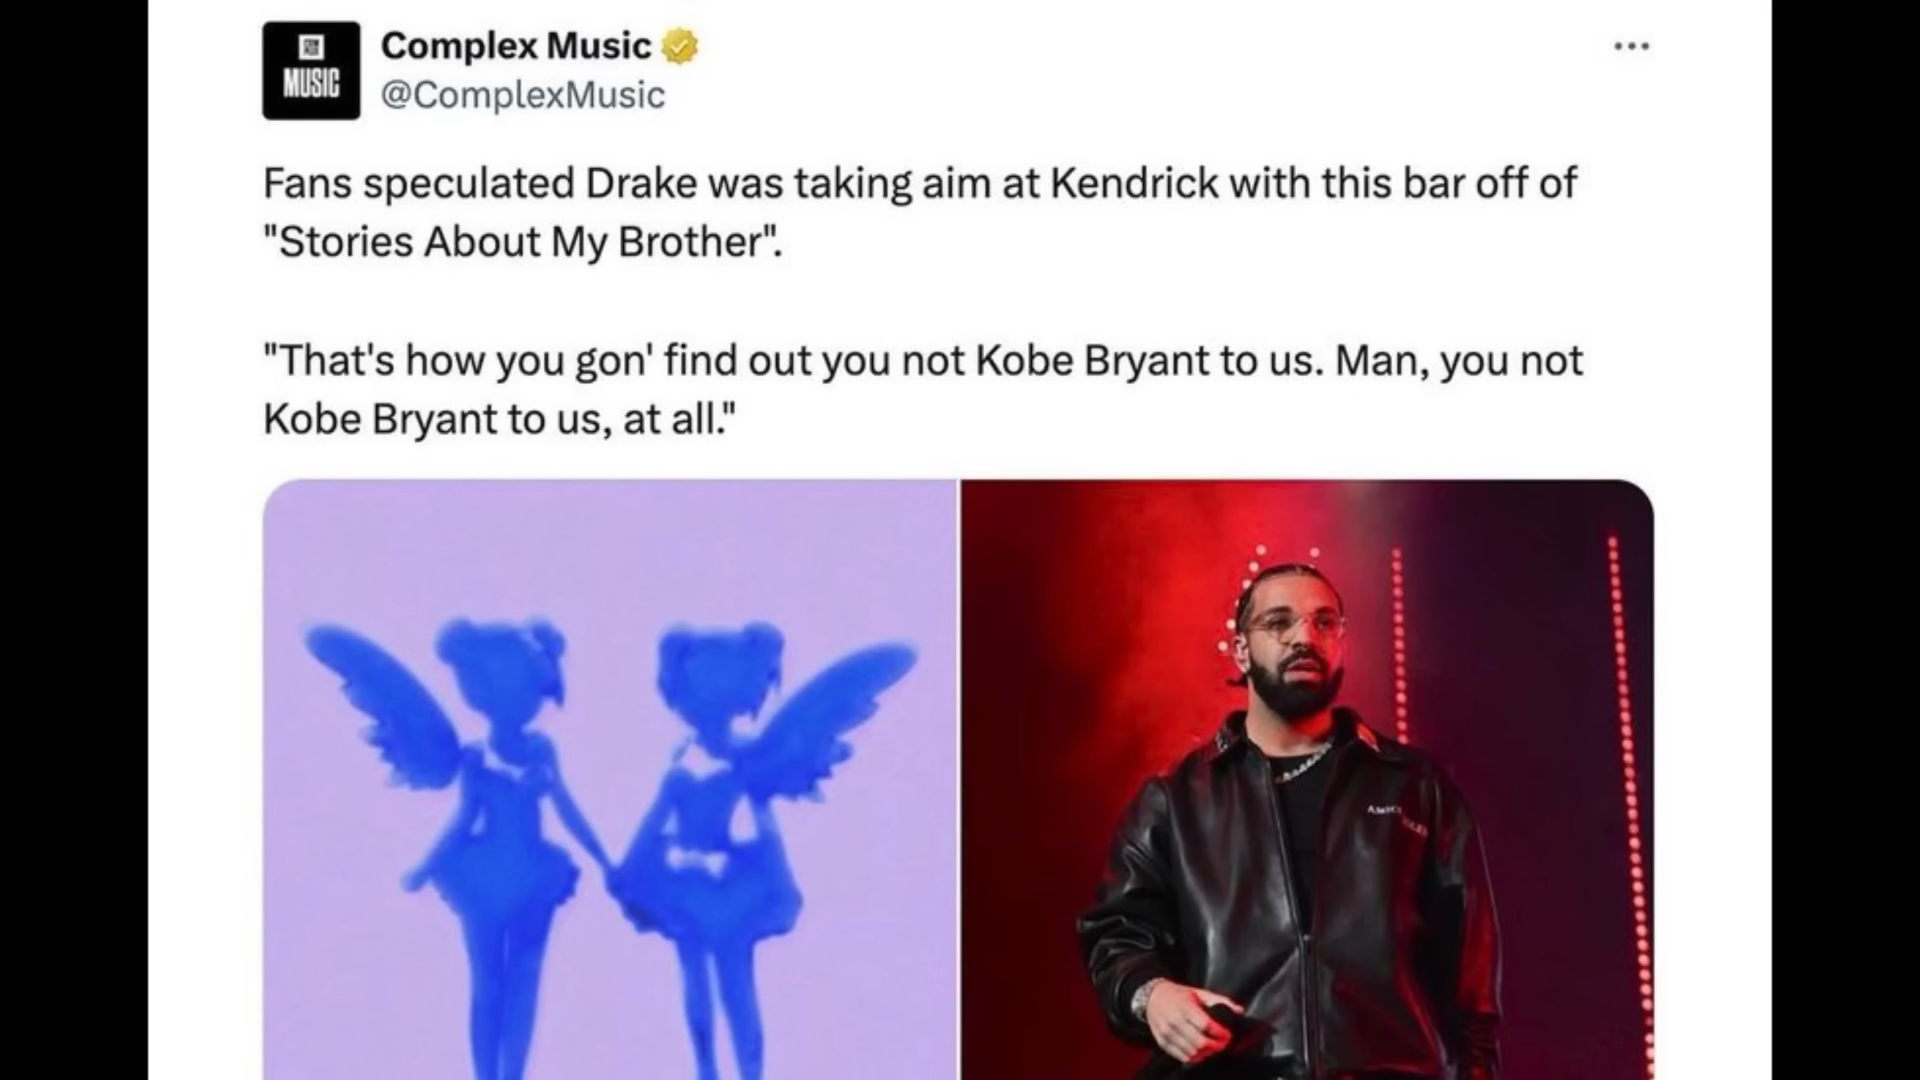 MUSIC
Complex Music
@ComplexMusic
Fans speculated Drake was taking aim at Kendrick with this bar off of
"Stories About My Brother".
"That's how you gon' find out you not Kobe Bryant to us. Man, you not
Kobe Bryant to us, at all."